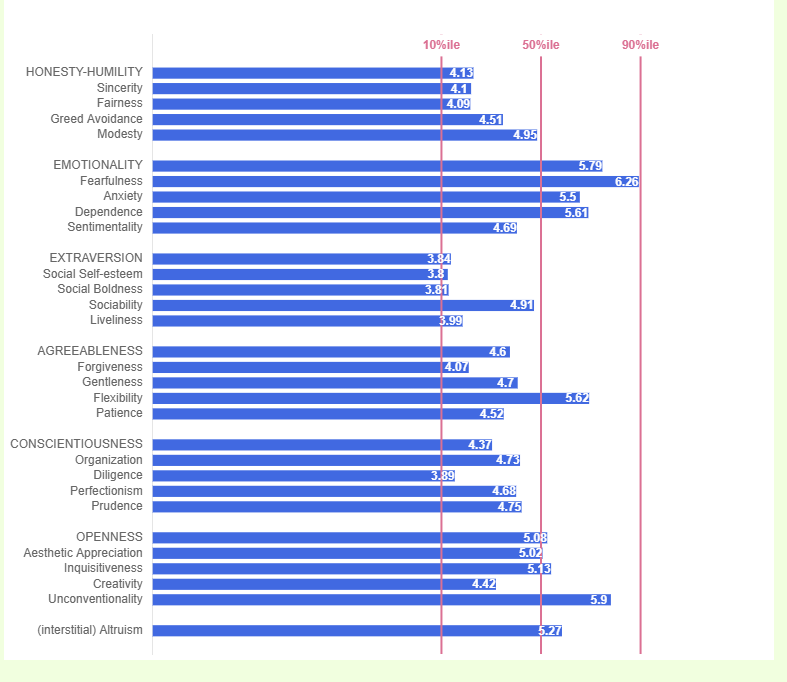 10%ile 50%ile 90%ile
HONESTY-HUMILITY 4.13
Sincerity 4.1
Fairness 4.09
Greed Avoidance 4.51
Modesty 4.95
EMOTIONALITY 5.79
Fearfulness 6.26
Anxiety 5.5
Dependence 5.61
Sentimentality 4.69
EXTRAVERSION 3.84
Social Self-esteem 3.8
Social Boldness 3.81
Sociability 4.91
Liveliness 3.99
AGREEABLENESS 4.6
Forgiveness 4.07
Gentleness 4.7
Flexibility 5.62
Patience 4.52
CONSCIENTIOUSNESS 4.37
Organization 4.73
Diligence 3.89
Perfectionism 4.68
Prudence 4.75
OPENNESS 5.08
Aesthetic Appreciation 5.02
Inquisitiveness 5.13
Creativity 4.42
Unconventionality 5.9
(interstitial) Altruism 5.27